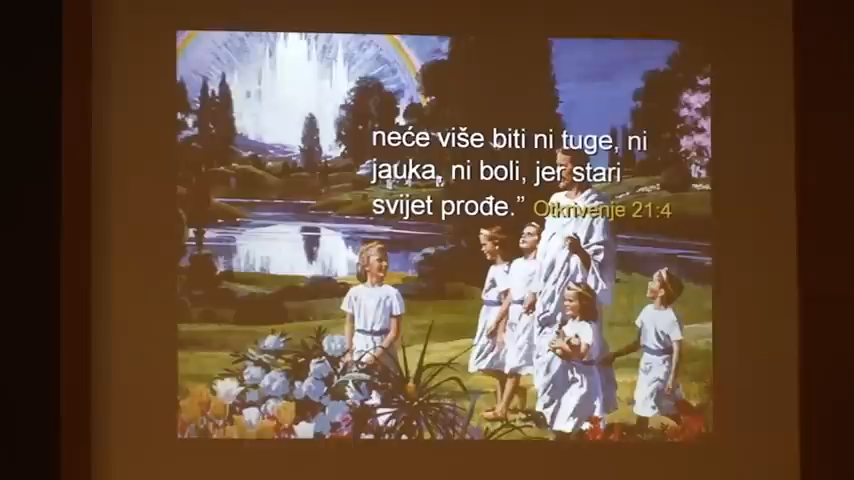 neće više biti ni tuge, ni
jauka, ni boli, jer stari
svijet prođe.” Otkrivenje 21:4